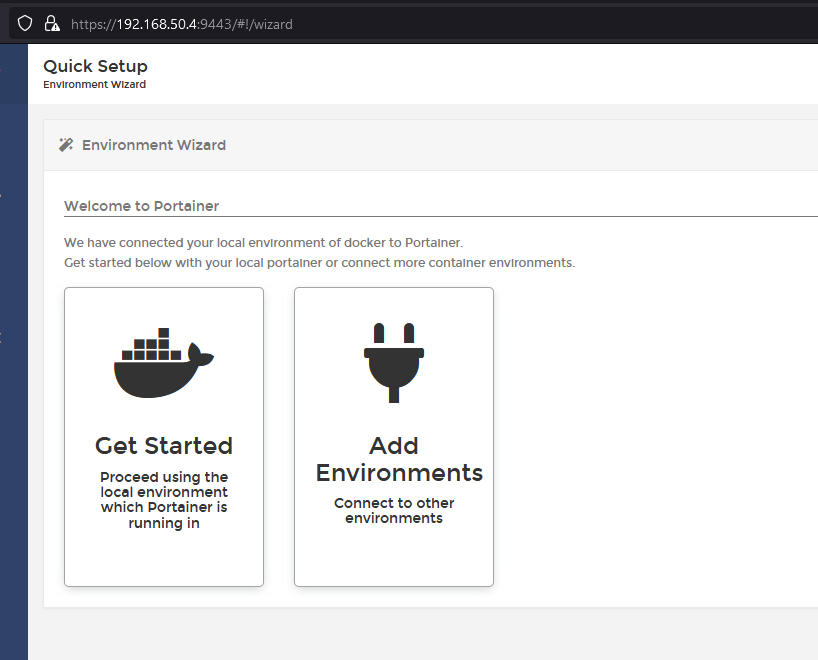 https://192.168.50.4:9443/#!/wizard
Quick Setup
Environment Wizard
Environment Wizard
Welcome to Portainer
We have connected your local environment of docker to Portainer.
Get started below with your local portainer or connect more container environments.
Get Started
Proceed using the
local environment
which Portainer is
running in
Add
Environments
Connect to other
environments